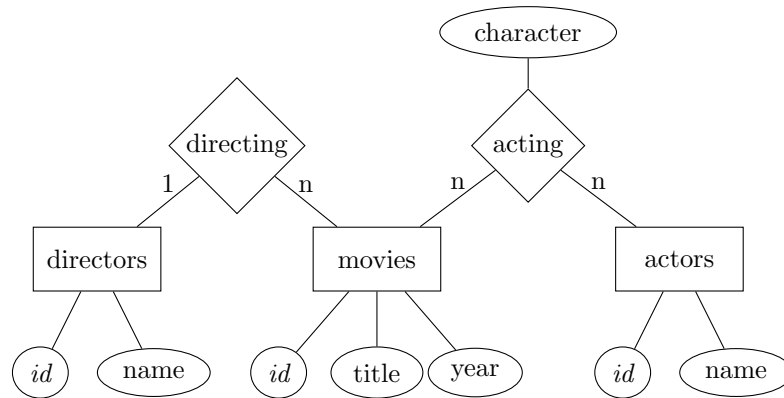 character
directing
acting
1
n
n
n
directors
movies
actors
id
name
id
title
year
id
name